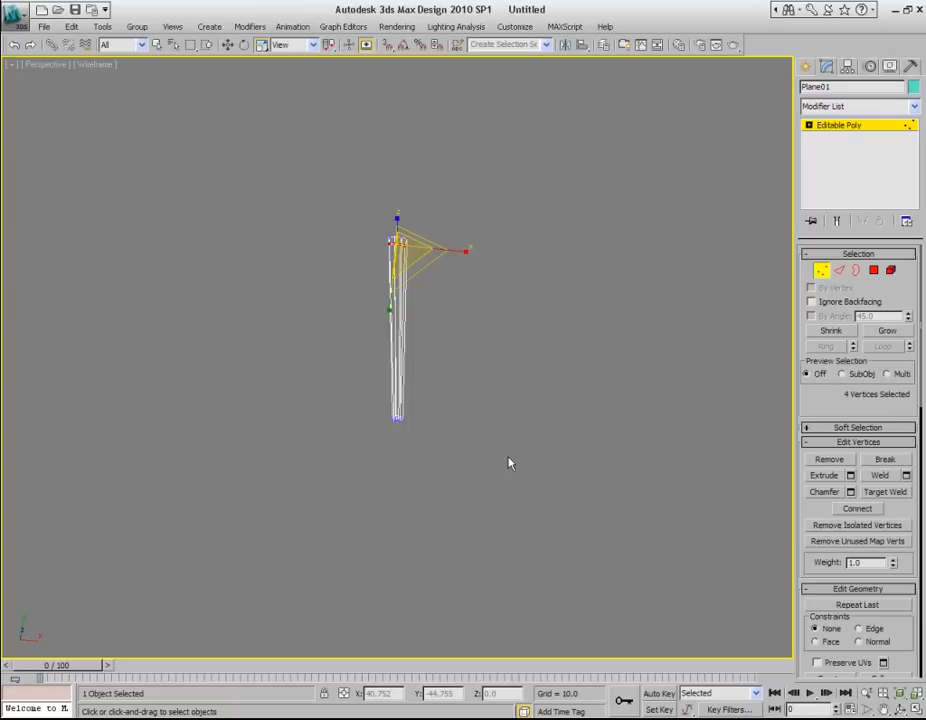 Autodesk 3ds Max Design 2010 SP1 Untitled
File Edit Tools Group Views Create Modifiers Animation Graph Editors Rendering Lighting Analysis Customize MAXScript Help
All View Create Selection Se
[ + ] [ Perspective ] [ Wireframe ]
Plane01
Modifier List
Editable Poly
Selection
By Vertex
Ignore Backfacing
By Angle: 45.0
Shrink Grow
Ring Loop
Preview Selection
Off SubObj Multi
4 Vertices Selected
Soft Selection
Edit Vertices
Remove Break
Extrude Weld
Chamfer Target Weld
Connect
Remove Isolated Vertices
Remove Unused Map Verts
Weight: 1.0
Edit Geometry
Repeat Last
Constraints
None Edge
Face Normal
Preserve UVs
0 / 100
1 Object Selected X: 40.752 Y: -44.755 Z: 0.0 Grid = 10.0 Auto Key Selected
Welcome to M. Click or click-and-drag to select objects Add Time Tag Set Key Key Filters... 0